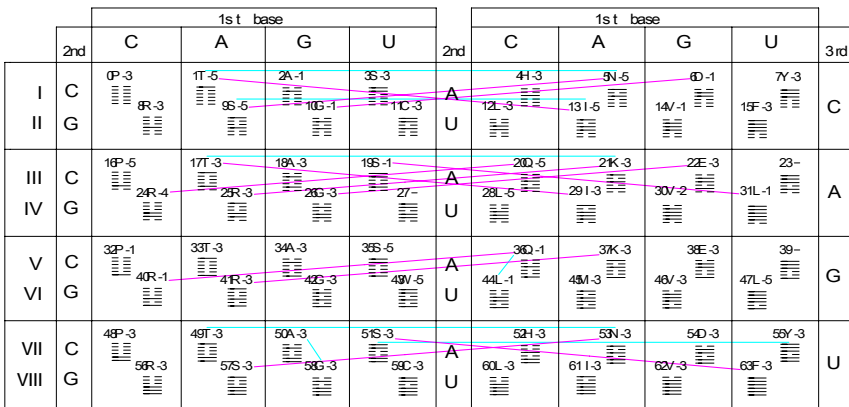 1st base 1st base
2nd C A G U 2nd C A G U 3rd
I C 0P-3 1T-5 2A-1 3S-3 A 4H-3 5N-5 6D-1 7Y-3 C
II G 8R-3 9S-5 10G-1 11C-3 U 12L-3 13I-5 14V-1 15F-3
III C 16P-5 17T-3 18A-3 19S-1 A 20Q-5 21K-3 22E-3 23- A
IV G 24R-4 25R-3 26G-3 27- U 28L-5 29I-3 30V-2 31L-1
V C 32P-1 33T-3 34A-3 35S-5 A 36Q-1 37K-3 38E-3 39- G
VI G 40R-1 41R-3 42G-3 43W-5 U 44L-1 45M-3 46V-3 47L-5
VII C 48P-3 49T-3 50A-3 51S-3 A 52H-3 53N-3 54D-3 55Y-3 U
VIII G 56R-3 57S-3 58G-3 59C-3 U 60L-3 61I-3 62V-3 63F-3